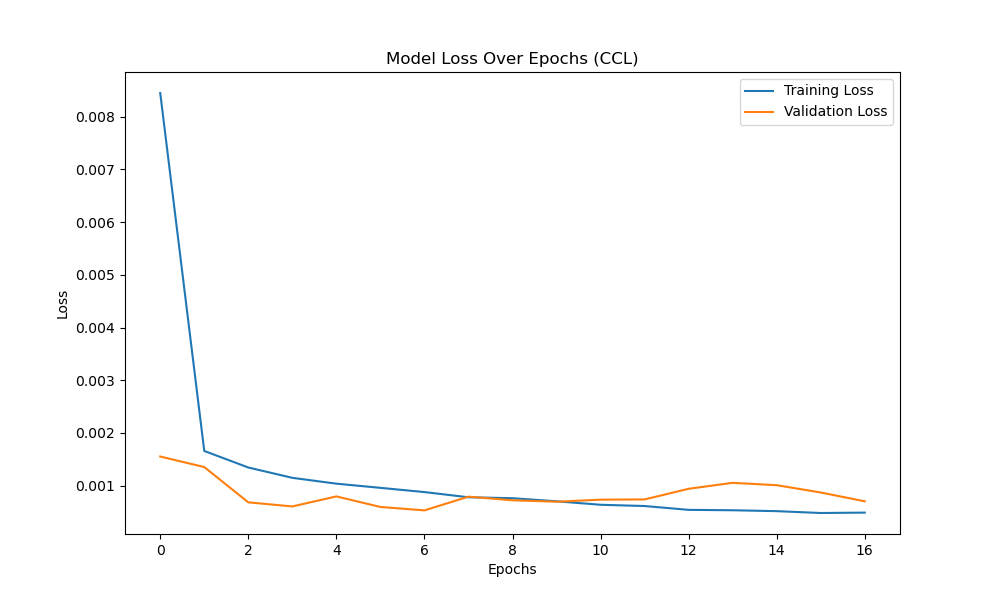 Model Loss Over Epochs (CCL)
Training Loss
Validation Loss
0.008
0.007
0.006
0.005
0.004
0.003
0.002
0.001
Loss
0 2 4 6 8 10 12 14 16
Epochs